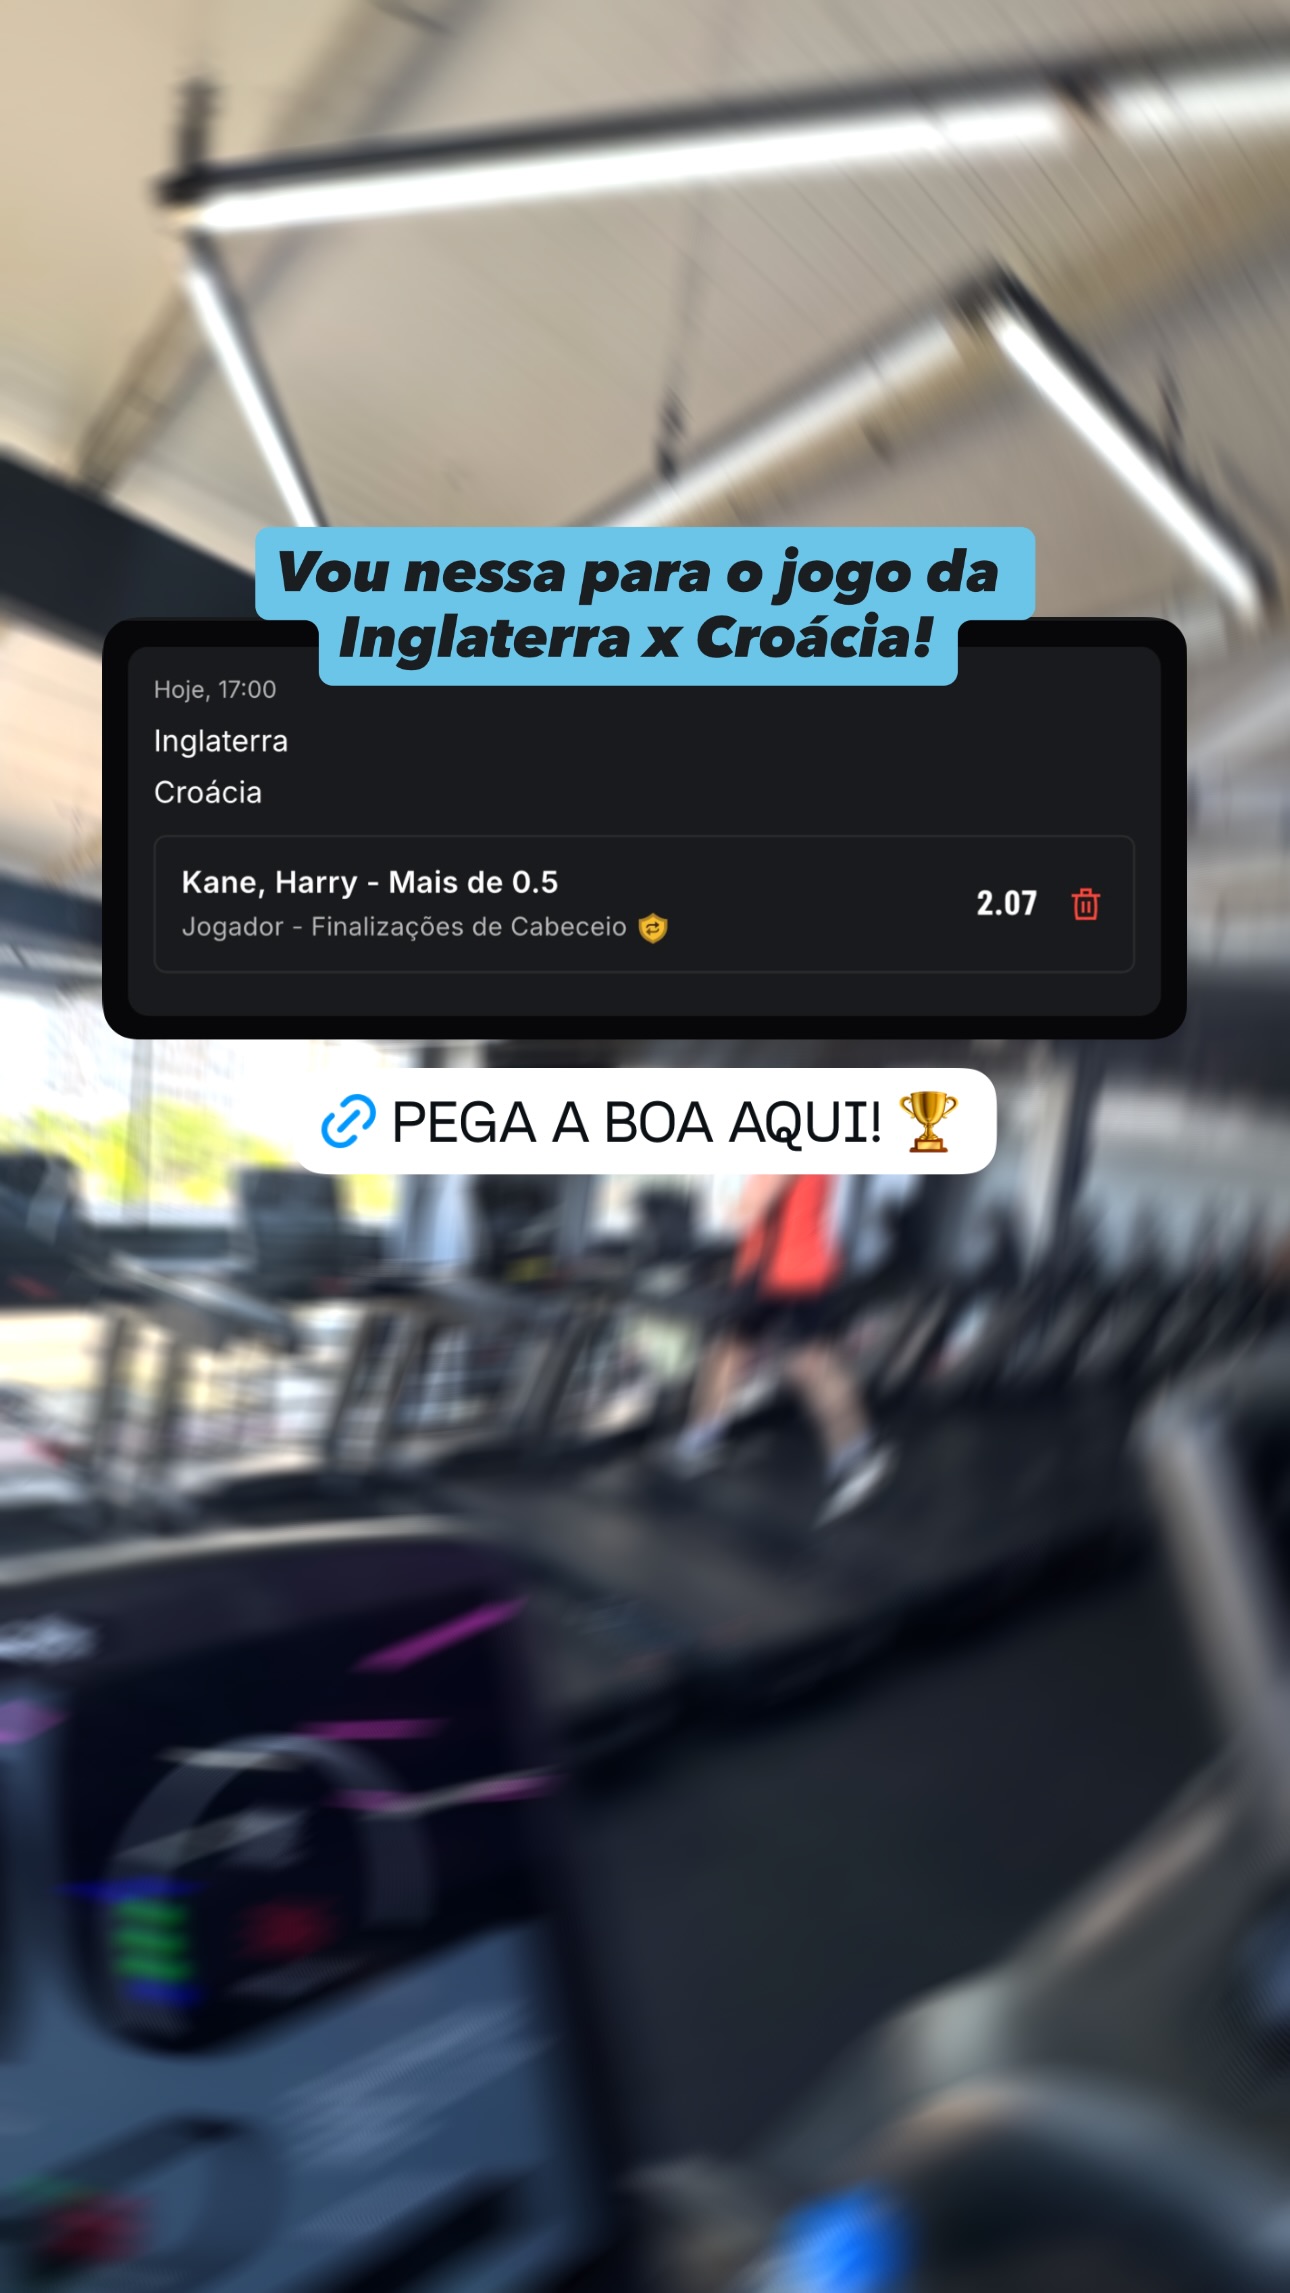 Vou nessa para o jogo da
Inglaterra x Croácia!
Hoje, 17:00
Inglaterra
Croácia
Kane, Harry - Mais de 0.5
2.07
Jogador - Finalizações de Cabeceio
PEGA A BOA AQUI!